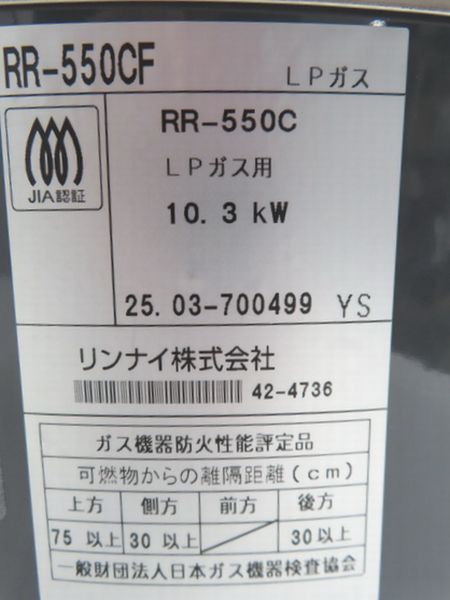 RR-550CF LPガス
JIA認証
RR-550C
LPガス用
10.3 kW
25.03-700499 YS
リンナイ株式会社
42-4736
ガス機器防火性能評定品
可燃物からの離隔距離(cm)
上方 側方 前方 後方
75 以上 30 以上 30 以上
一般財団法人日本ガス機器検査協会